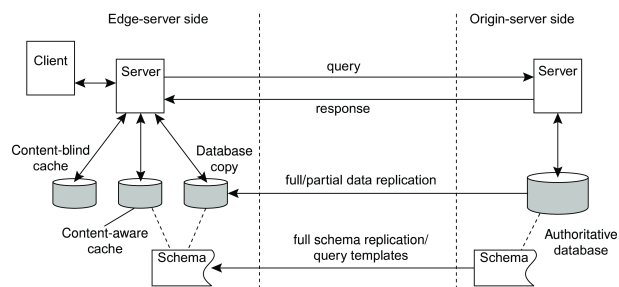 Edge-server side
Origin-server side
Client
Server
query
Server
response
Content-blind
cache
Database
copy
full/partial data replication
Content-aware
cache
Authoritative
database
full schema replication/
query templates
Schema
Schema